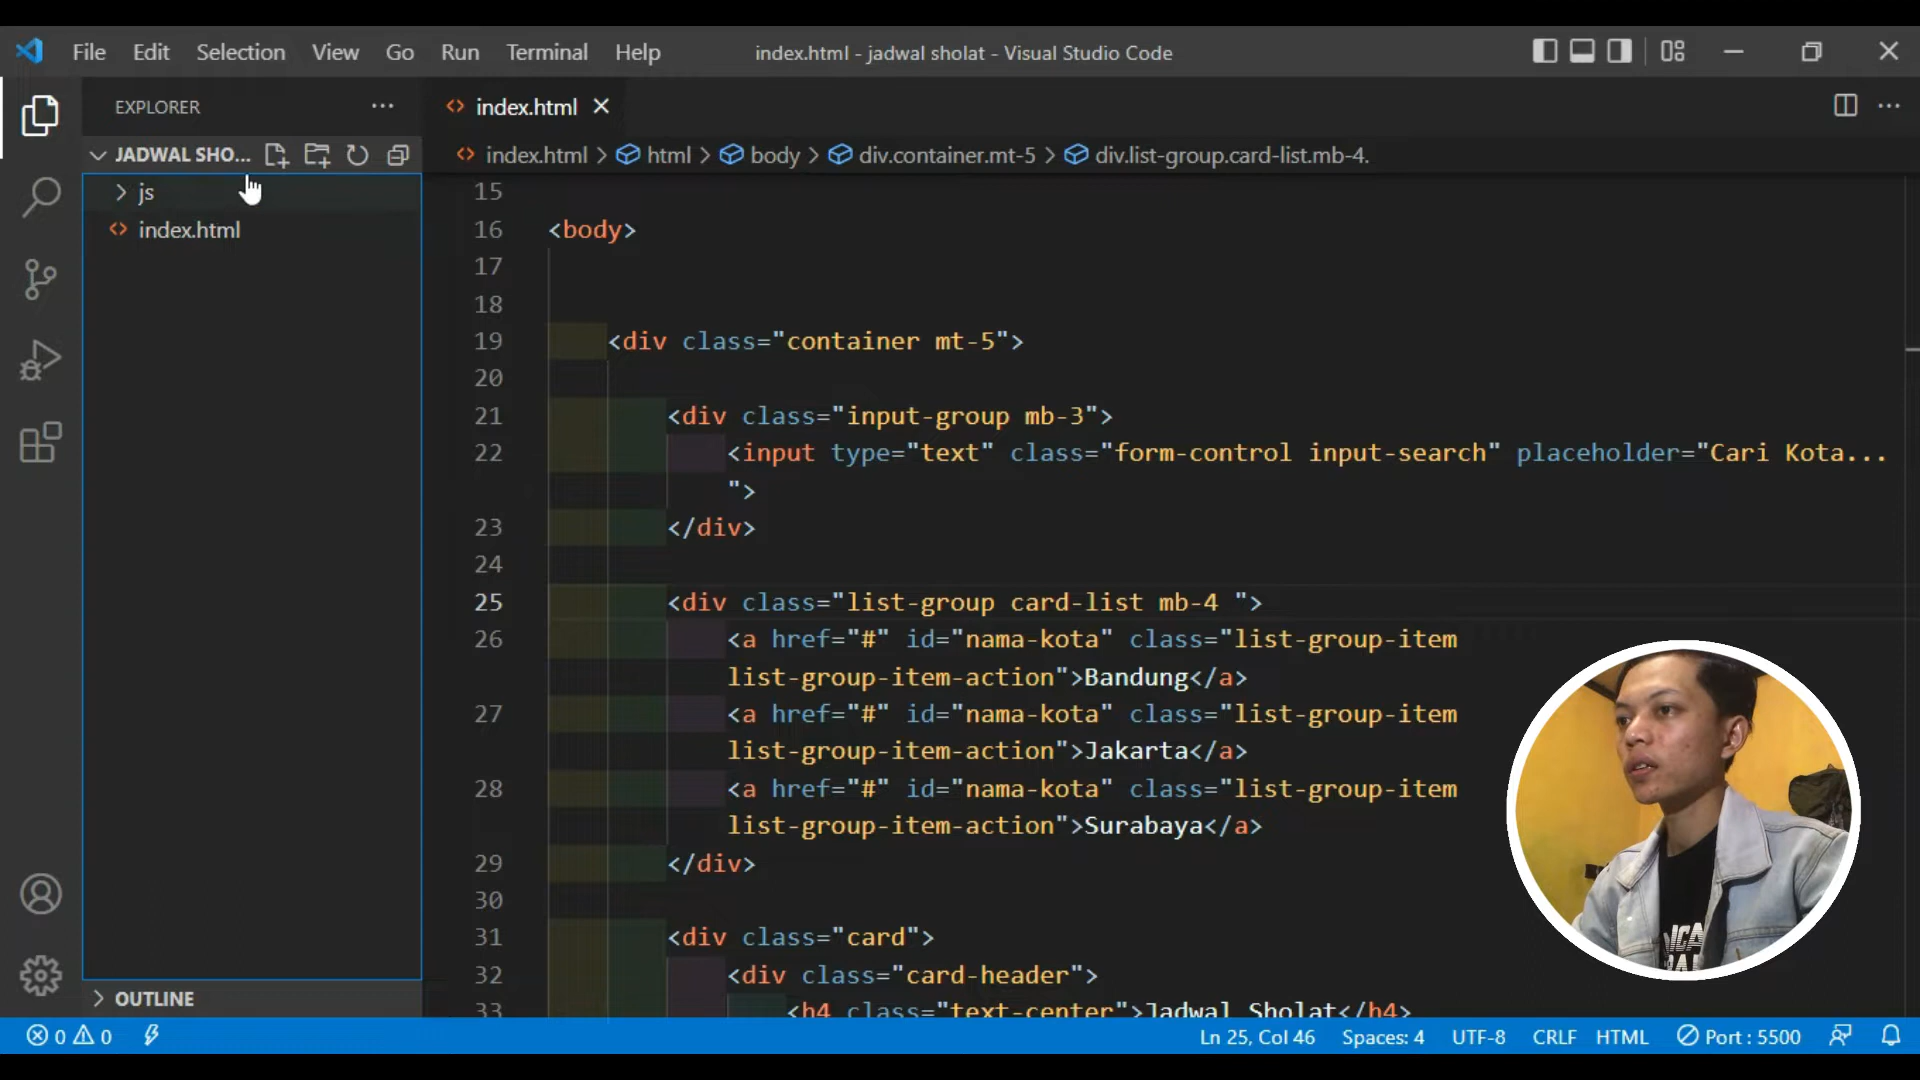 File Edit Selection View Go Run Terminal Help index.html - jadwal sholat - Visual Studio Code
EXPLORER ... index.html
JADWAL SHO... index.html > html > body > div.container.mt-5 > div.list-group.card-list.mb-4.
js
index.html
15
16 <body>
17
18
19 <div class="container mt-5">
20
21 <div class="input-group mb-3">
22 <input type="text" class="form-control input-search" placeholder="Cari Kota...
">
23 </div>
24
25 <div class="list-group card-list mb-4 ">
26 <a href="#" id="nama-kota" class="list-group-item
list-group-item-action">Bandung</a>
27 <a href="#" id="nama-kota" class="list-group-item
list-group-item-action">Jakarta</a>
28 <a href="#" id="nama-kota" class="list-group-item
list-group-item-action">Surabaya</a>
29 </div>
30
31 <div class="card">
32 <div class="card-header">
33 <h4 class="text-center">Jadwal Sholat</h4>
OUTLINE
0 0 Ln 25, Col 46 Spaces: 4 UTF-8 CRLF HTML Port : 5500